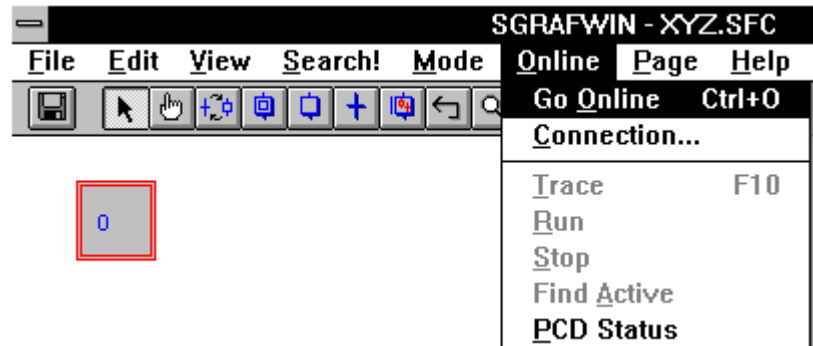 SGRAFWIN - XYZ.SFC
File Edit View Search! Mode Online Page Help
Go Online Ctrl+O
Connection...
Trace F10
0
Run
Stop
Find Active
PCD Status